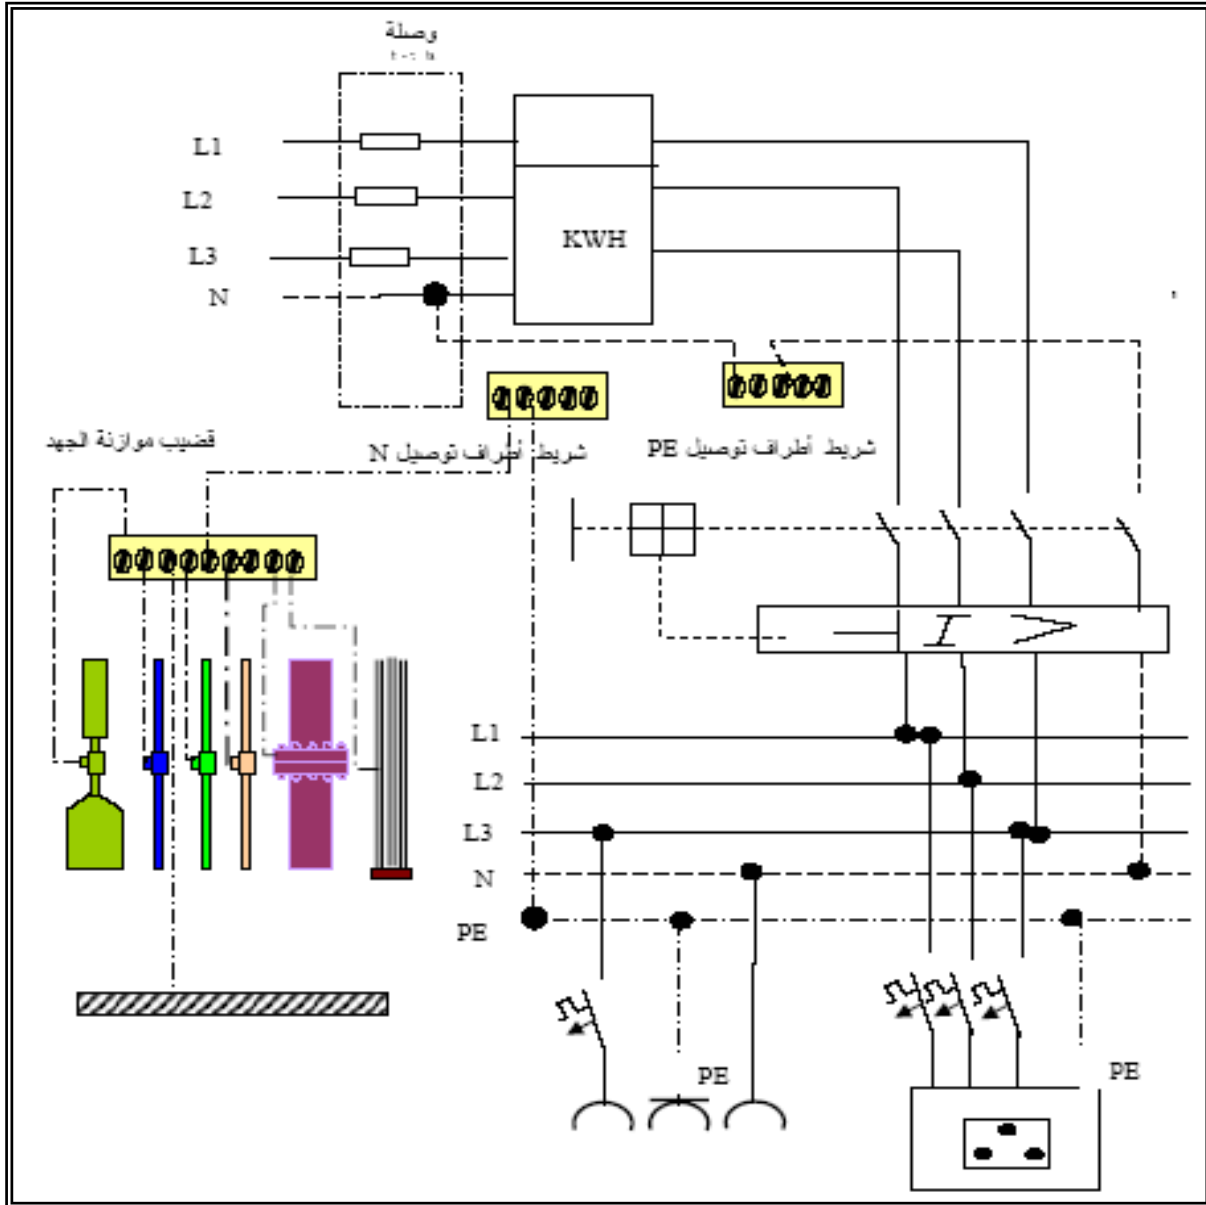 وصلة
L1
L2
KWH
L3
N
قضيب موازنة الجهد
شريط أطراف توصيل N
شريط أطراف توصيل PE
L1
L2
L3
N
PE
PE
PE